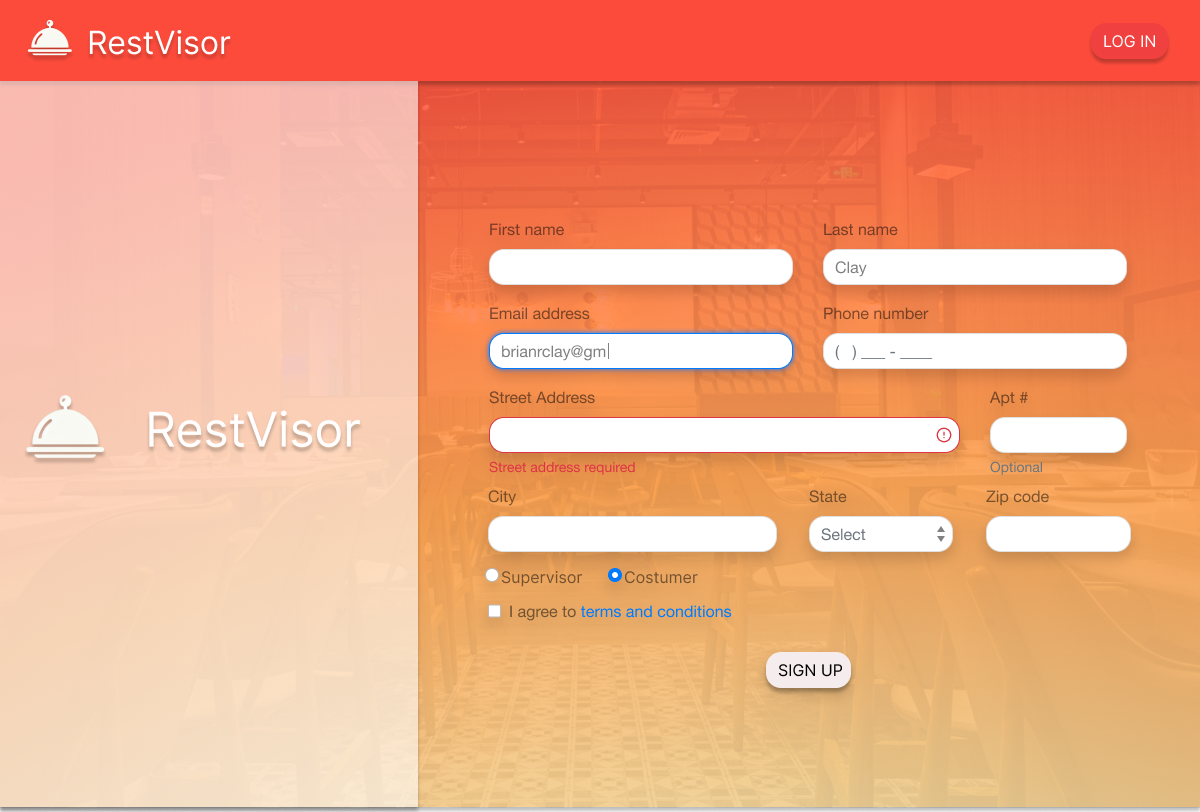 RestVisor
LOG IN
First name
Last name
Clay
Email address
Phone number
brianrclay@gm
( ) ___ - ____
Street Address
Apt #
Street address required
Optional
RestVisor
City
State
Zip code
Select
Supervisor
Costumer
I agree to terms and conditions
SIGN UP